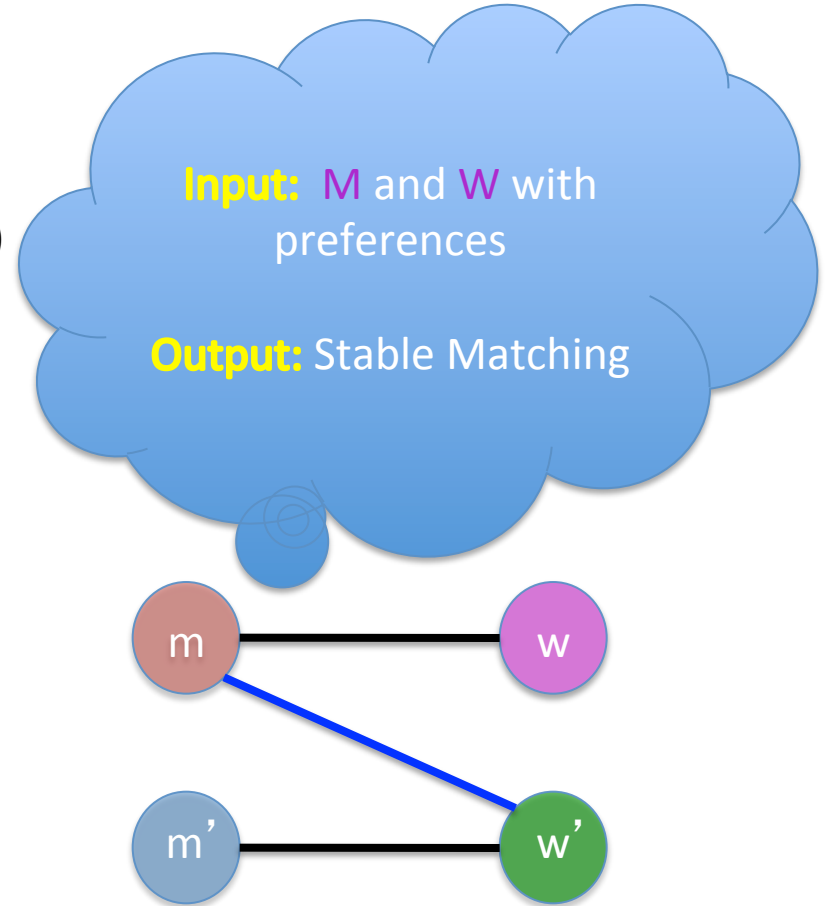 Input: M and W with
preferences
Output: Stable Matching
m w
m’ w’